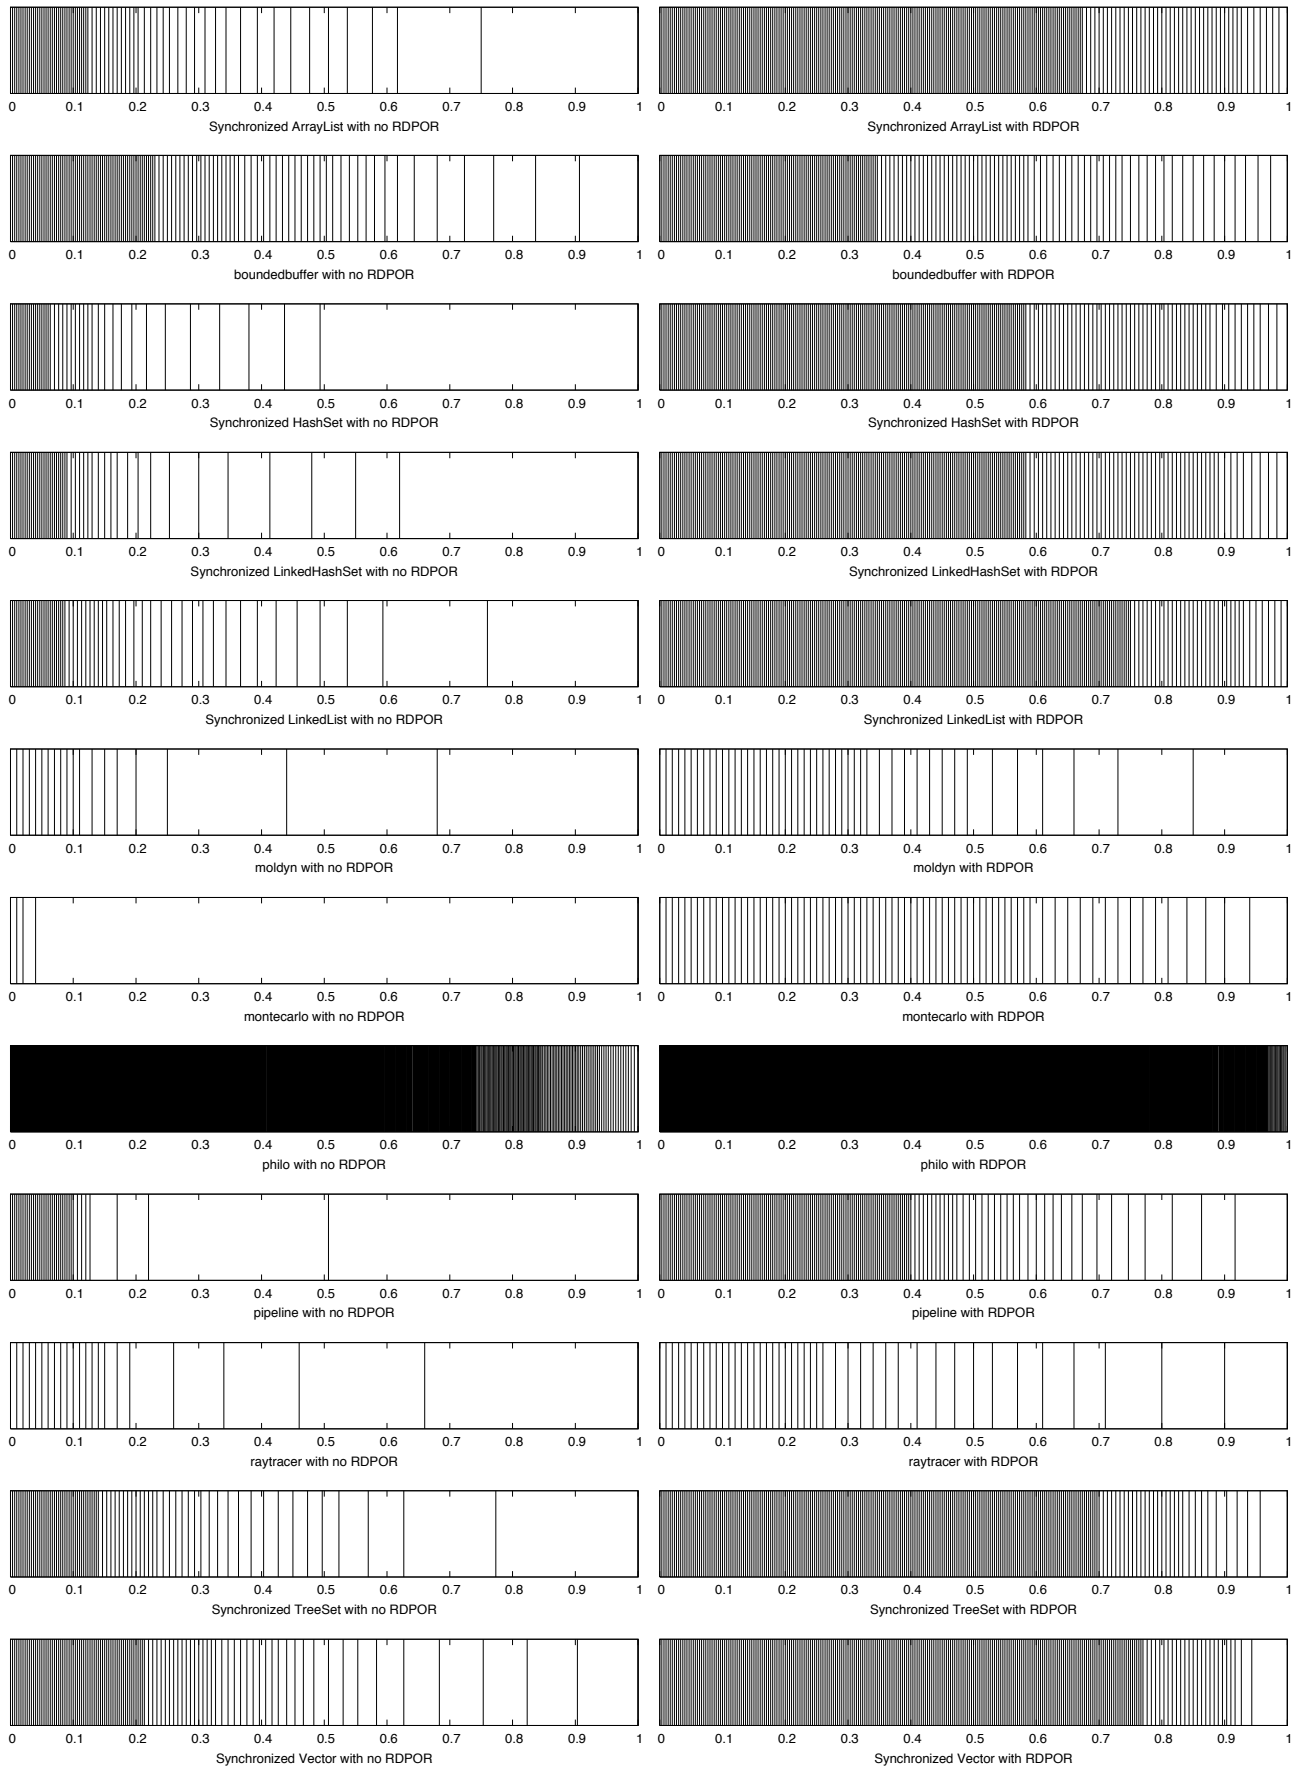 0 0.1 0.2 0.3 0.4 0.5 0.6 0.7 0.8 0.9 1
Synchronized ArrayList with no RDPOR
0 0.1 0.2 0.3 0.4 0.5 0.6 0.7 0.8 0.9 1
Synchronized ArrayList with RDPOR
0 0.1 0.2 0.3 0.4 0.5 0.6 0.7 0.8 0.9 1
boundedbuffer with no RDPOR
0 0.1 0.2 0.3 0.4 0.5 0.6 0.7 0.8 0.9 1
boundedbuffer with RDPOR
0 0.1 0.2 0.3 0.4 0.5 0.6 0.7 0.8 0.9 1
Synchronized HashSet with no RDPOR
0 0.1 0.2 0.3 0.4 0.5 0.6 0.7 0.8 0.9 1
Synchronized HashSet with RDPOR
0 0.1 0.2 0.3 0.4 0.5 0.6 0.7 0.8 0.9 1
Synchronized LinkedHashSet with no RDPOR
0 0.1 0.2 0.3 0.4 0.5 0.6 0.7 0.8 0.9 1
Synchronized LinkedHashSet with RDPOR
0 0.1 0.2 0.3 0.4 0.5 0.6 0.7 0.8 0.9 1
Synchronized LinkedList with no RDPOR
0 0.1 0.2 0.3 0.4 0.5 0.6 0.7 0.8 0.9 1
Synchronized LinkedList with RDPOR
0 0.1 0.2 0.3 0.4 0.5 0.6 0.7 0.8 0.9 1
moldyn with no RDPOR
0 0.1 0.2 0.3 0.4 0.5 0.6 0.7 0.8 0.9 1
moldyn with RDPOR
0 0.1 0.2 0.3 0.4 0.5 0.6 0.7 0.8 0.9 1
montecarlo with no RDPOR
0 0.1 0.2 0.3 0.4 0.5 0.6 0.7 0.8 0.9 1
montecarlo with RDPOR
0 0.1 0.2 0.3 0.4 0.5 0.6 0.7 0.8 0.9 1
philo with no RDPOR
0 0.1 0.2 0.3 0.4 0.5 0.6 0.7 0.8 0.9 1
philo with RDPOR
0 0.1 0.2 0.3 0.4 0.5 0.6 0.7 0.8 0.9 1
pipeline with no RDPOR
0 0.1 0.2 0.3 0.4 0.5 0.6 0.7 0.8 0.9 1
pipeline with RDPOR
0 0.1 0.2 0.3 0.4 0.5 0.6 0.7 0.8 0.9 1
raytracer with no RDPOR
0 0.1 0.2 0.3 0.4 0.5 0.6 0.7 0.8 0.9 1
raytracer with RDPOR
0 0.1 0.2 0.3 0.4 0.5 0.6 0.7 0.8 0.9 1
Synchronized TreeSet with no RDPOR
0 0.1 0.2 0.3 0.4 0.5 0.6 0.7 0.8 0.9 1
Synchronized TreeSet with RDPOR
0 0.1 0.2 0.3 0.4 0.5 0.6 0.7 0.8 0.9 1
Synchronized Vector with no RDPOR
0 0.1 0.2 0.3 0.4 0.5 0.6 0.7 0.8 0.9 1
Synchronized Vector with RDPOR